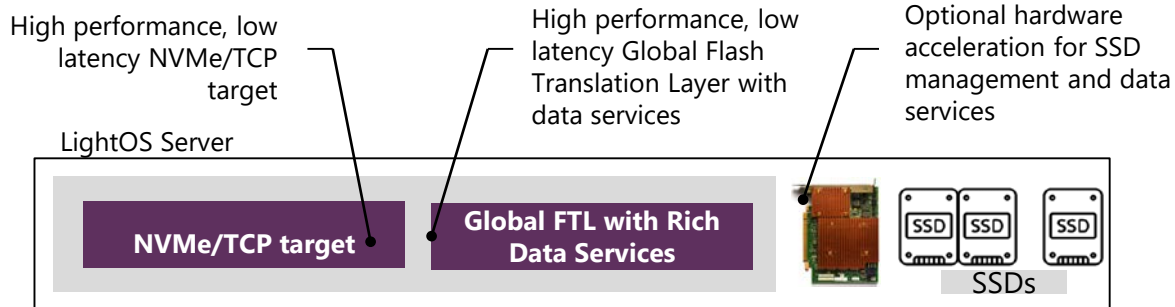 High performance, low
latency NVMe/TCP
target
High performance, low
latency Global Flash
Translation Layer with
data services
Optional hardware
acceleration for SSD
management and data
services
LightOS Server
NVMe/TCP target
Global FTL with Rich
Data Services
SSD
SSD
SSD
SSDs